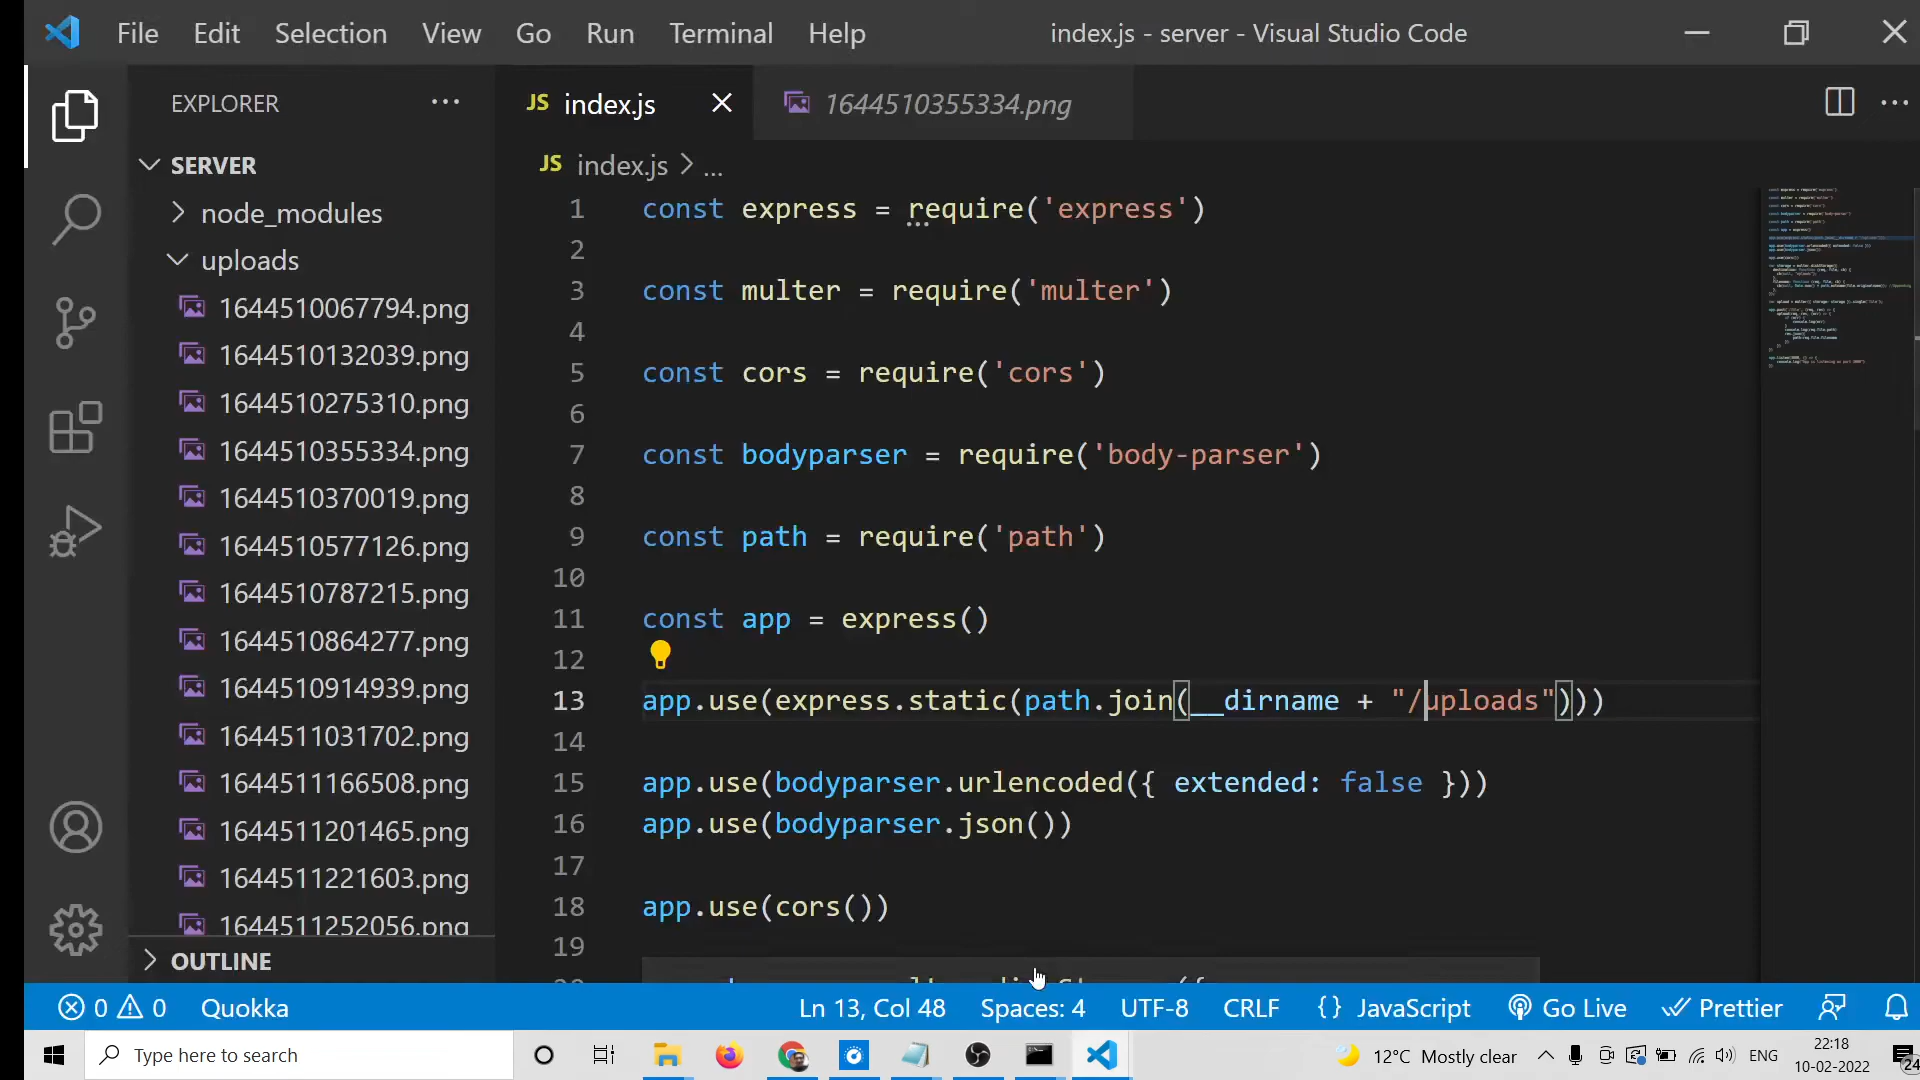 File Edit Selection View Go Run Terminal Help
index.js - server - Visual Studio Code
EXPLORER
SERVER
node_modules
uploads
1644510067794.png
1644510132039.png
1644510275310.png
1644510355334.png
1644510370019.png
1644510577126.png
1644510787215.png
1644510864277.png
1644510914939.png
1644511031702.png
1644511166508.png
1644511201465.png
1644511221603.png
1644511252056.png
OUTLINE
JS index.js
1644510355334.png
JS index.js > ...
1 const express = require('express')
2
3 const multer = require('multer')
4
5 const cors = require('cors')
6
7 const bodyparser = require('body-parser')
8
9 const path = require('path')
10
11 const app = express()
12
13 app.use(express.static(path.join(__dirname + "/uploads")))
14
15 app.use(bodyparser.urlencoded({ extended: false }))
16 app.use(bodyparser.json())
17
18 app.use(cors())
19
0 0 Quokka Ln 13, Col 48 Spaces: 4 UTF-8 CRLF {} JavaScript Go Live Prettier
Type here to search
12°C Mostly clear
ENG
22:18
10-02-2022
24